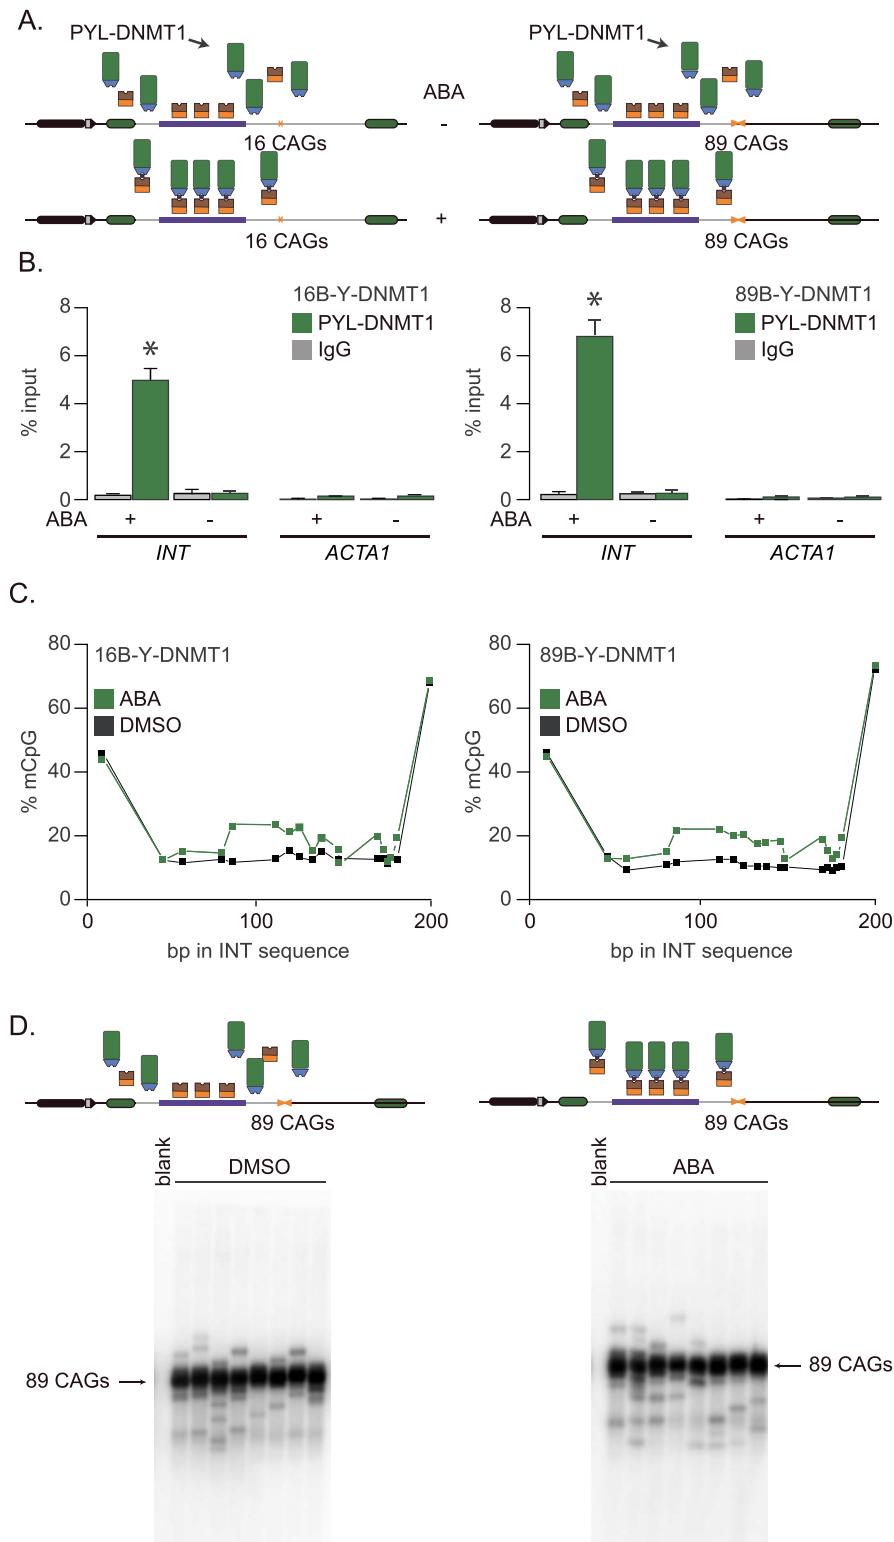 A.
PYL-DNMT1
PYL-DNMT1
ABA
-
16 CAGs
89 CAGs
+
16 CAGs
89 CAGs
B.
16B-Y-DNMT1
PYL-DNMT1
IgG
% input
8
6
4
2
0
*
ABA + - + -
INT ACTA1
89B-Y-DNMT1
PYL-DNMT1
IgG
% input
8
6
4
2
0
*
ABA + - + -
INT ACTA1
C.
16B-Y-DNMT1
ABA
DMSO
% mCpG
80
60
40
20
0
0 100 200
bp in INT sequence
89B-Y-DNMT1
ABA
DMSO
% mCpG
80
60
40
20
0
0 100 200
bp in INT sequence
D.
89 CAGs
89 CAGs
blank
DMSO
89 CAGs
blank
ABA
89 CAGs